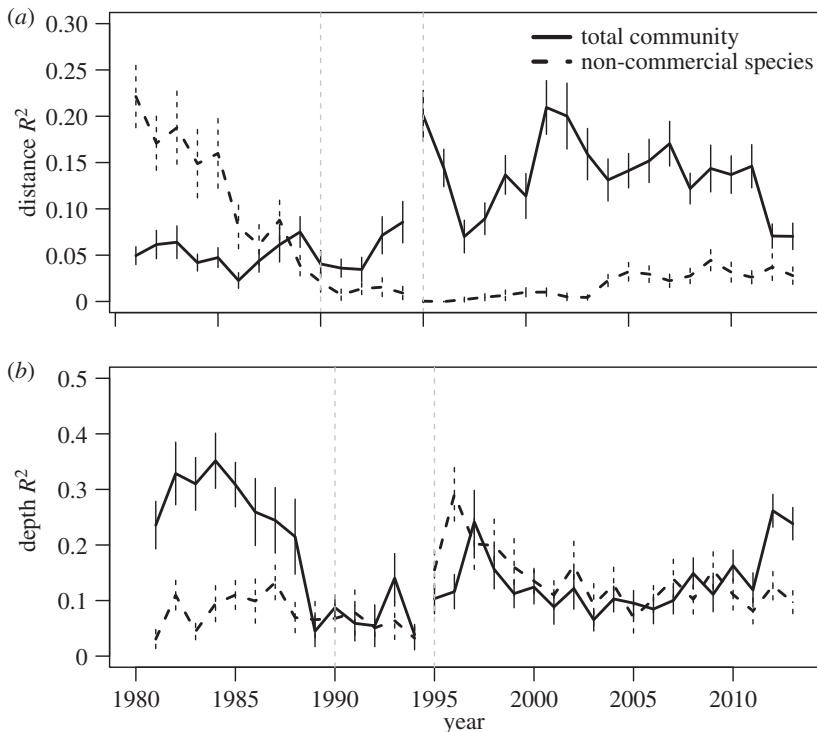 (a)
0.30
total community
non-commercial species
0.25
0.20
0.15
0.10
0.05
0
distance R²
(b)
0.5
0.4
0.3
0.2
0.1
0
depth R²
1980 1985 1990 1995 2000 2005 2010
year